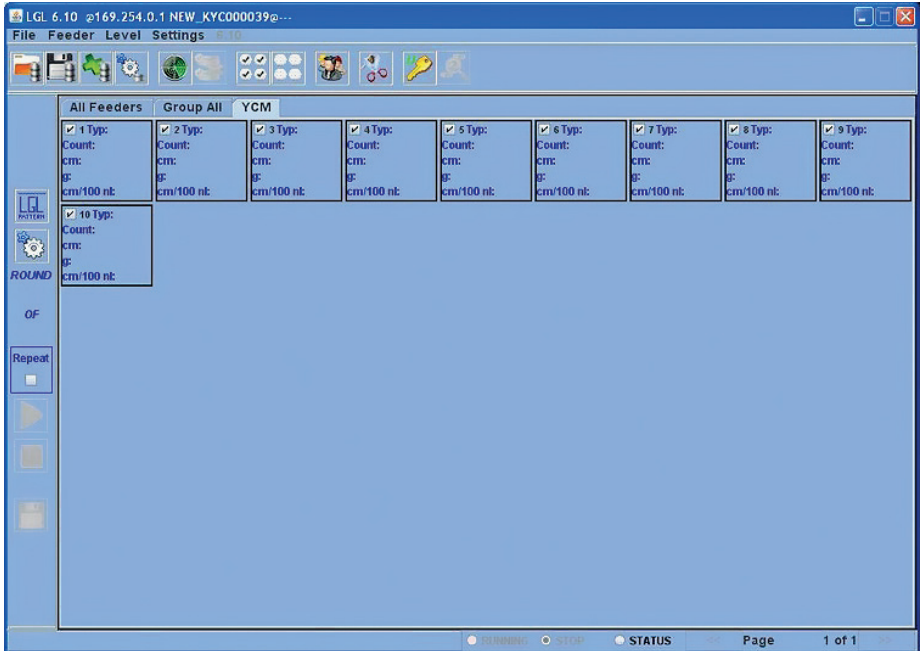 LGL 6.10 @169.254.0.1 NEW_KYC000039@---
File Feeder Level Settings 6.10
All Feeders Group All YCM
1 Typ: 2 Typ: 3 Typ: 4 Typ: 5 Typ: 6 Typ: 7 Typ: 8 Typ: 9 Typ:
Count: Count: Count: Count: Count: Count: Count: Count: Count:
cm: cm: cm: cm: cm: cm: cm: cm: cm:
g: g: g: g: g: g: g: g: g:
cm/100 nl: cm/100 nl: cm/100 nl: cm/100 nl: cm/100 nl: cm/100 nl: cm/100 nl: cm/100 nl: cm/100 nl:
10 Typ:
Count:
cm:
g:
cm/100 nl:
LGL
PATTERN
ROUND
OF
Repeat
RUNNING STOP STATUS << Page 1 of 1 >>